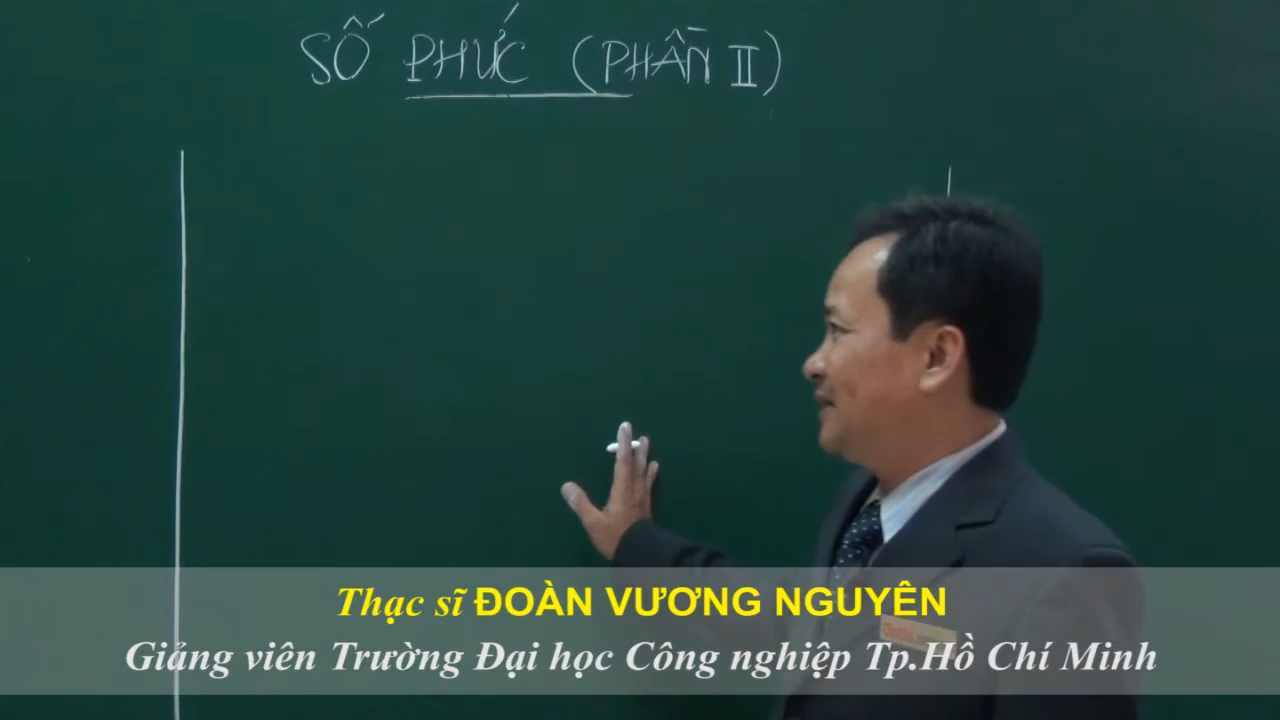 SỐ PHỨC (PHẦN II)
Thạc sĩ ĐOÀN VƯƠNG NGUYÊN
Giảng viên Trường Đại học Công nghiệp Tp.Hồ Chí Minh